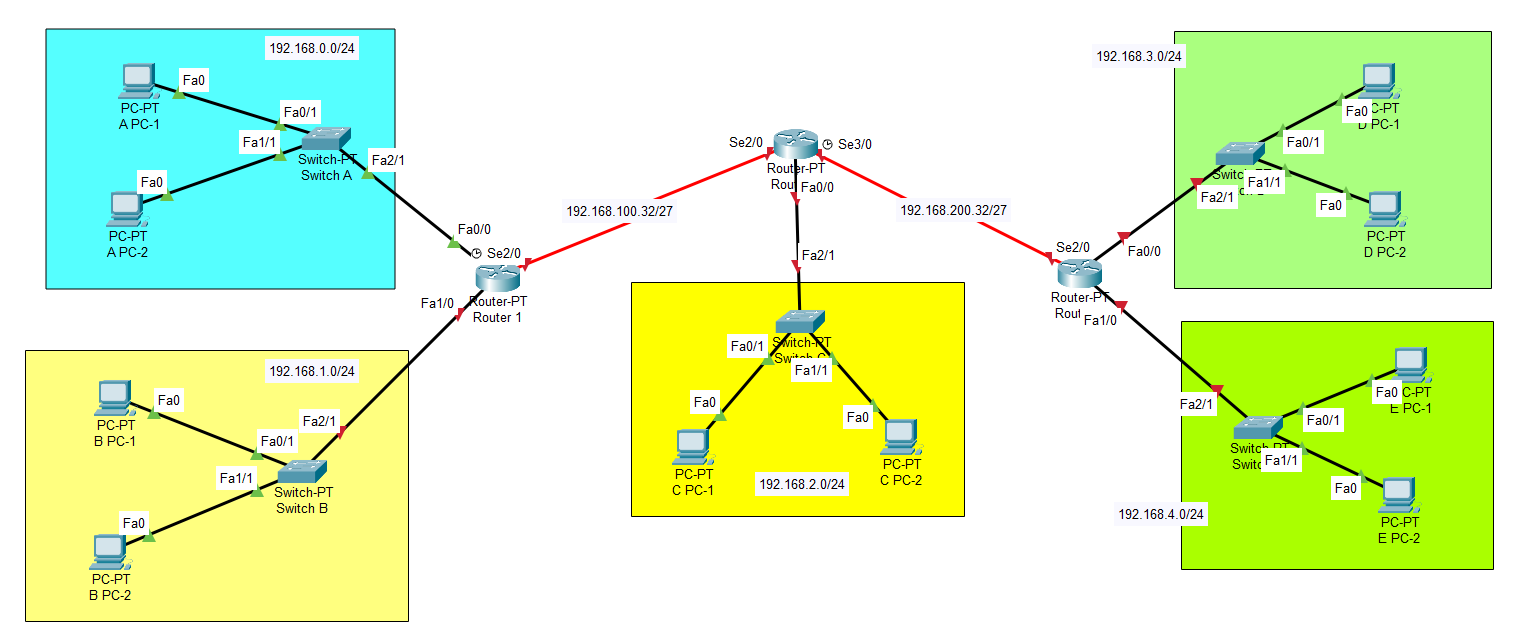 192.168.0.0/24
Fa0
PC-PT
A PC-1
Fa0/1
Fa1/1
Switch-PT
Switch A
Fa2/1
Fa0
PC-PT
A PC-2
Fa0/0
Se2/0
Router-PT
Router 1
Fa1/0
192.168.1.0/24
Fa0
PC-PT
B PC-1
Fa2/1
Fa0/1
Fa1/1
Switch-PT
Switch B
Fa0
PC-PT
B PC-2
192.168.100.32/27
Se2/0
Se3/0
Router-PT
Fa0/0
192.168.200.32/27
Fa2/1
Switch-PT
Fa0/1
Fa1/1
Fa0
Fa0
PC-PT
C PC-1
PC-PT
C PC-2
192.168.2.0/24
192.168.3.0/24
Fa0
D PC-1
Fa0/1
Fa1/1
Fa2/1
Fa0
PC-PT
D PC-2
Se2/0
Fa0/0
Router-PT
Fa1/0
Fa2/1
Fa0
E PC-1
Fa0/1
Fa1/1
Fa0
PC-PT
E PC-2
192.168.4.0/24